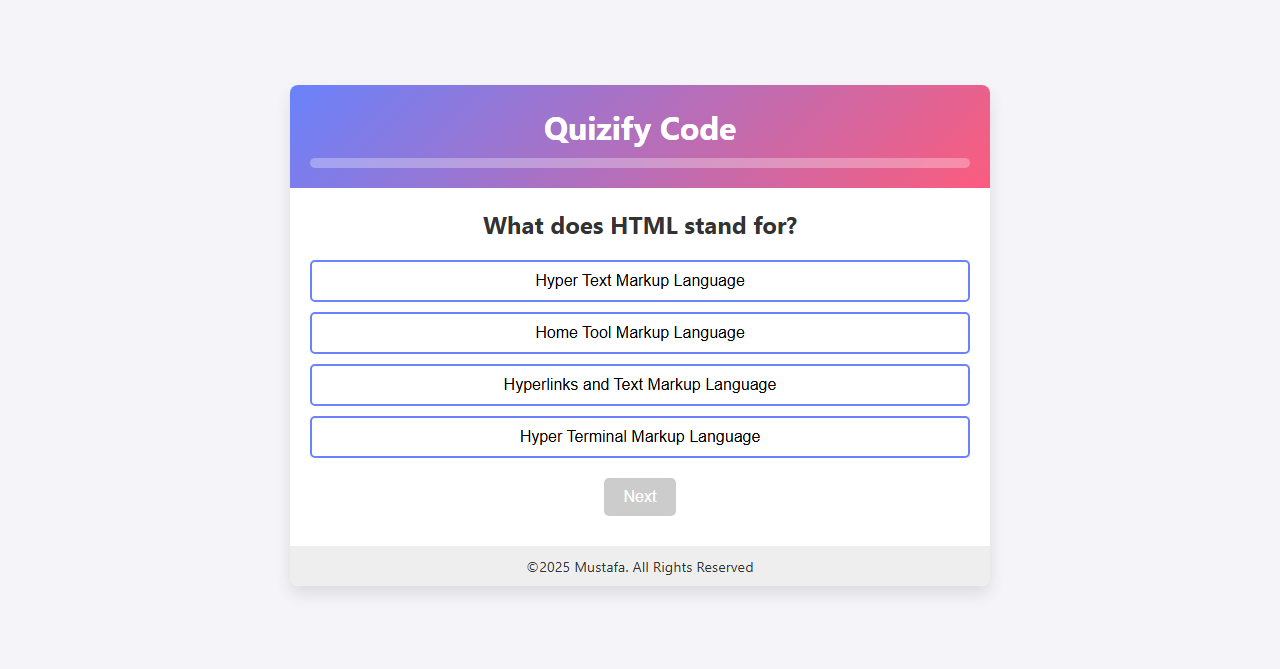 Quizify Code
What does HTML stand for?
Hyper Text Markup Language
Home Tool Markup Language
Hyperlinks and Text Markup Language
Hyper Terminal Markup Language
Next
©2025 Mustafa. All Rights Reserved